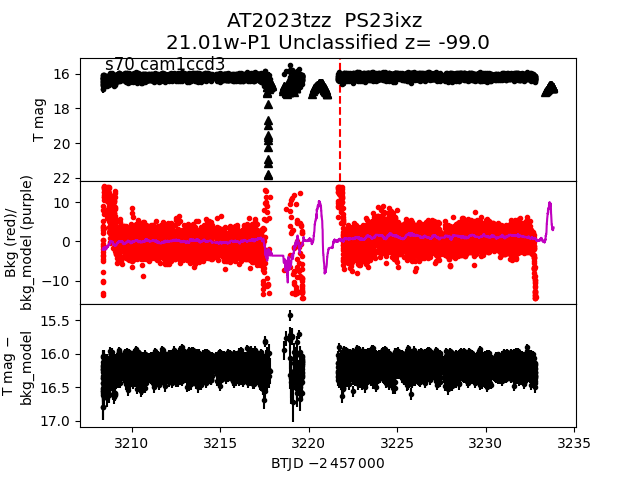 AT2023tzz  PS23ixz
21.01w-P1 Unclassified z= -99.0
s70 cam1ccd3
T mag
16
18
20
22
Bkg (red)/
bkg_model (purple)
10
0
−10
T mag −
bkg_model
15.5
16.0
16.5
17.0
3210 3215 3220 3225 3230 3235
BTJD −2 457 000